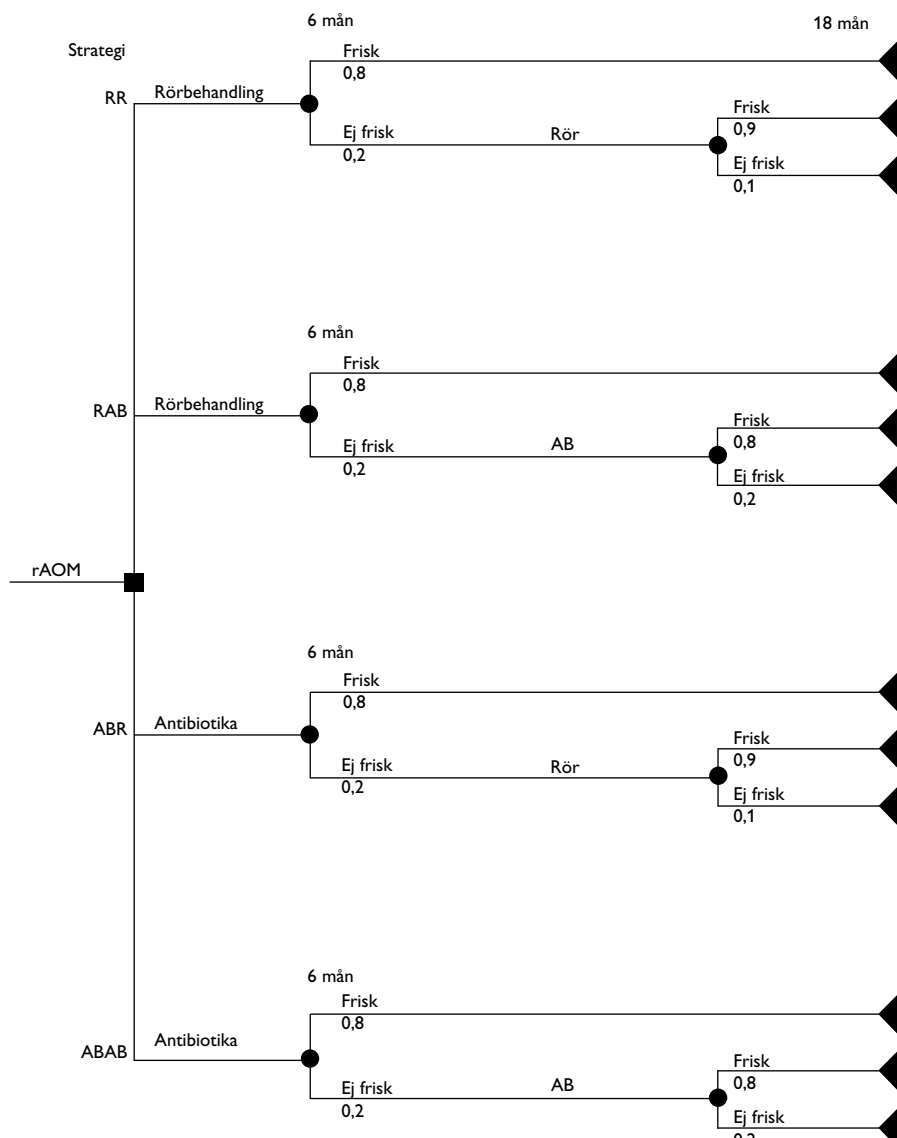 6 mån
18 mån
Strategi
Frisk
0,8
RR
Rörbehandling
Ej frisk
0,2
Rör
Frisk
0,9
Ej frisk
0,1
6 mån
Frisk
0,8
RAB
Rörbehandling
Ej frisk
0,2
AB
Frisk
0,8
Ej frisk
0,2
rAOM
6 mån
Frisk
0,8
ABR
Antibiotika
Ej frisk
0,2
Rör
Frisk
0,9
Ej frisk
0,1
6 mån
Frisk
0,8
ABAB
Antibiotika
Ej frisk
0,2
AB
Frisk
0,8
Ej frisk